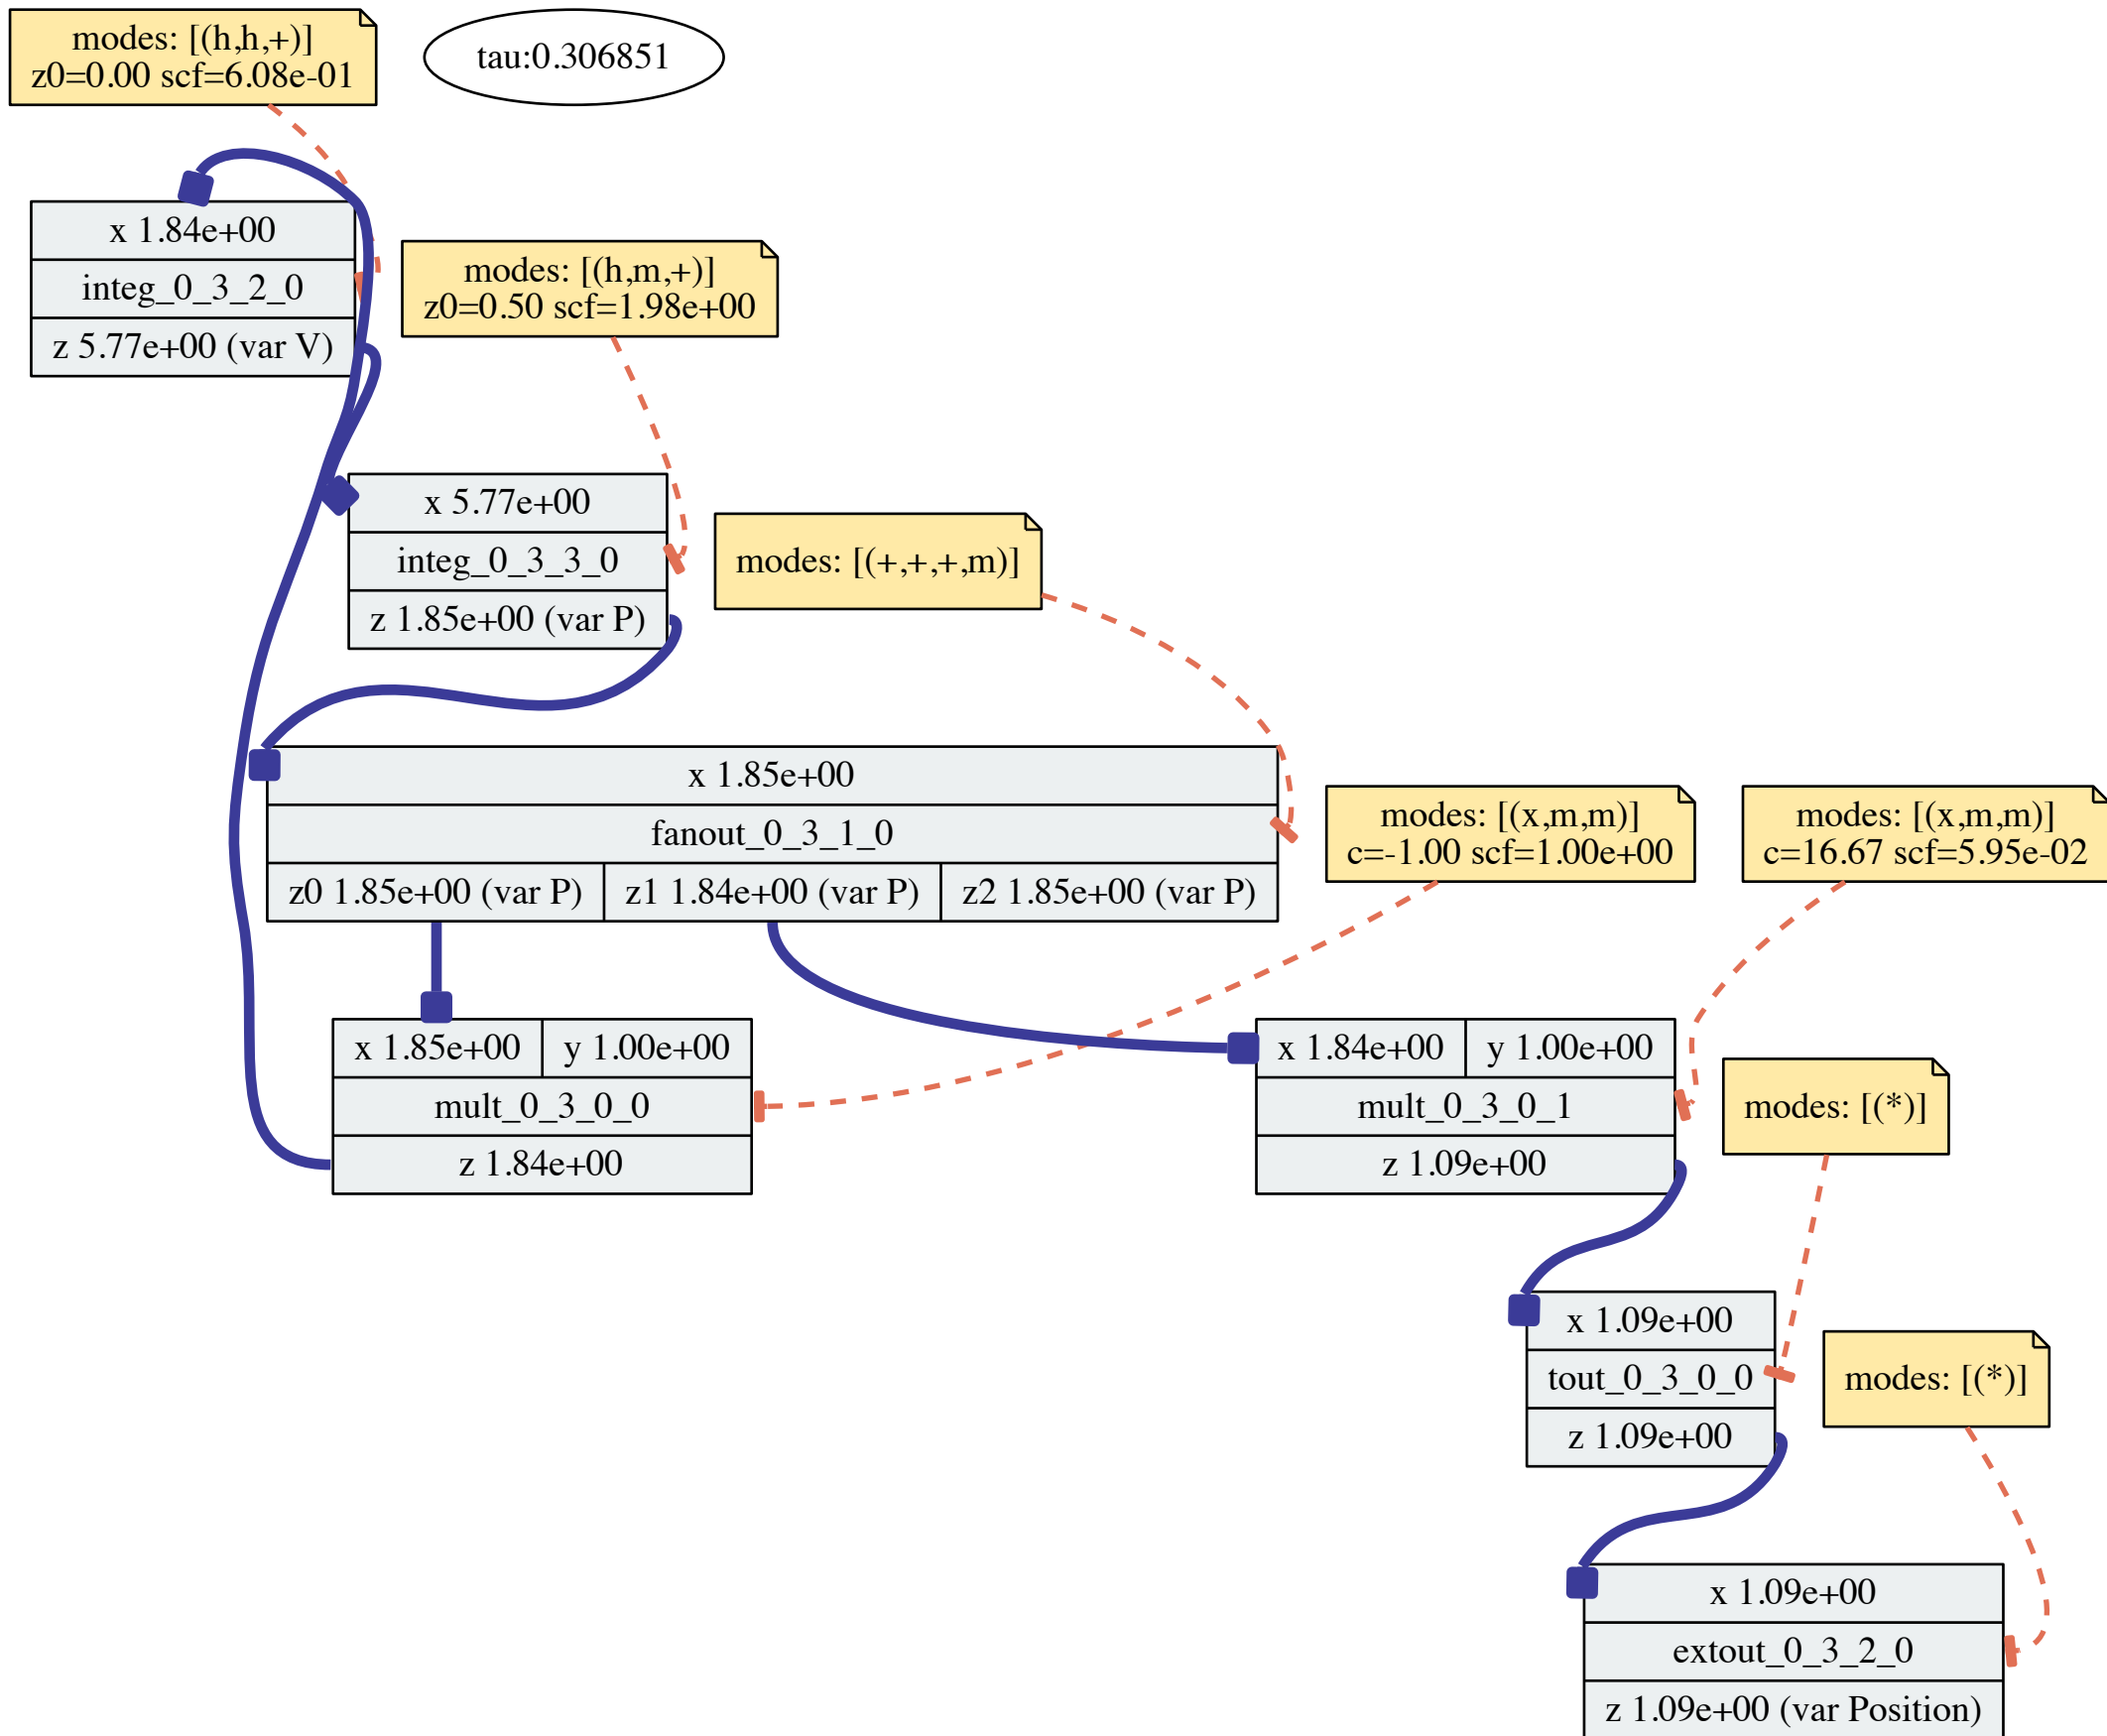 modes: [(h,h,+)]
z0=0.00 scf=6.08e-01
tau:0.306851
x 1.84e+00
integ_0_3_2_0
z 5.77e+00 (var V)
modes: [(h,m,+)]
z0=0.50 scf=1.98e+00
x 5.77e+00
integ_0_3_3_0
z 1.85e+00 (var P)
modes: [(+,+,+,m)]
x 1.85e+00
fanout_0_3_1_0
z0 1.85e+00 (var P)
z1 1.84e+00 (var P)
z2 1.85e+00 (var P)
modes: [(x,m,m)]
c=-1.00 scf=1.00e+00
modes: [(x,m,m)]
c=16.67 scf=5.95e-02
x 1.85e+00
y 1.00e+00
mult_0_3_0_0
z 1.84e+00
x 1.84e+00
y 1.00e+00
mult_0_3_0_1
z 1.09e+00
modes: [(*)]
x 1.09e+00
tout_0_3_0_0
z 1.09e+00
modes: [(*)]
x 1.09e+00
extout_0_3_2_0
z 1.09e+00 (var Position)